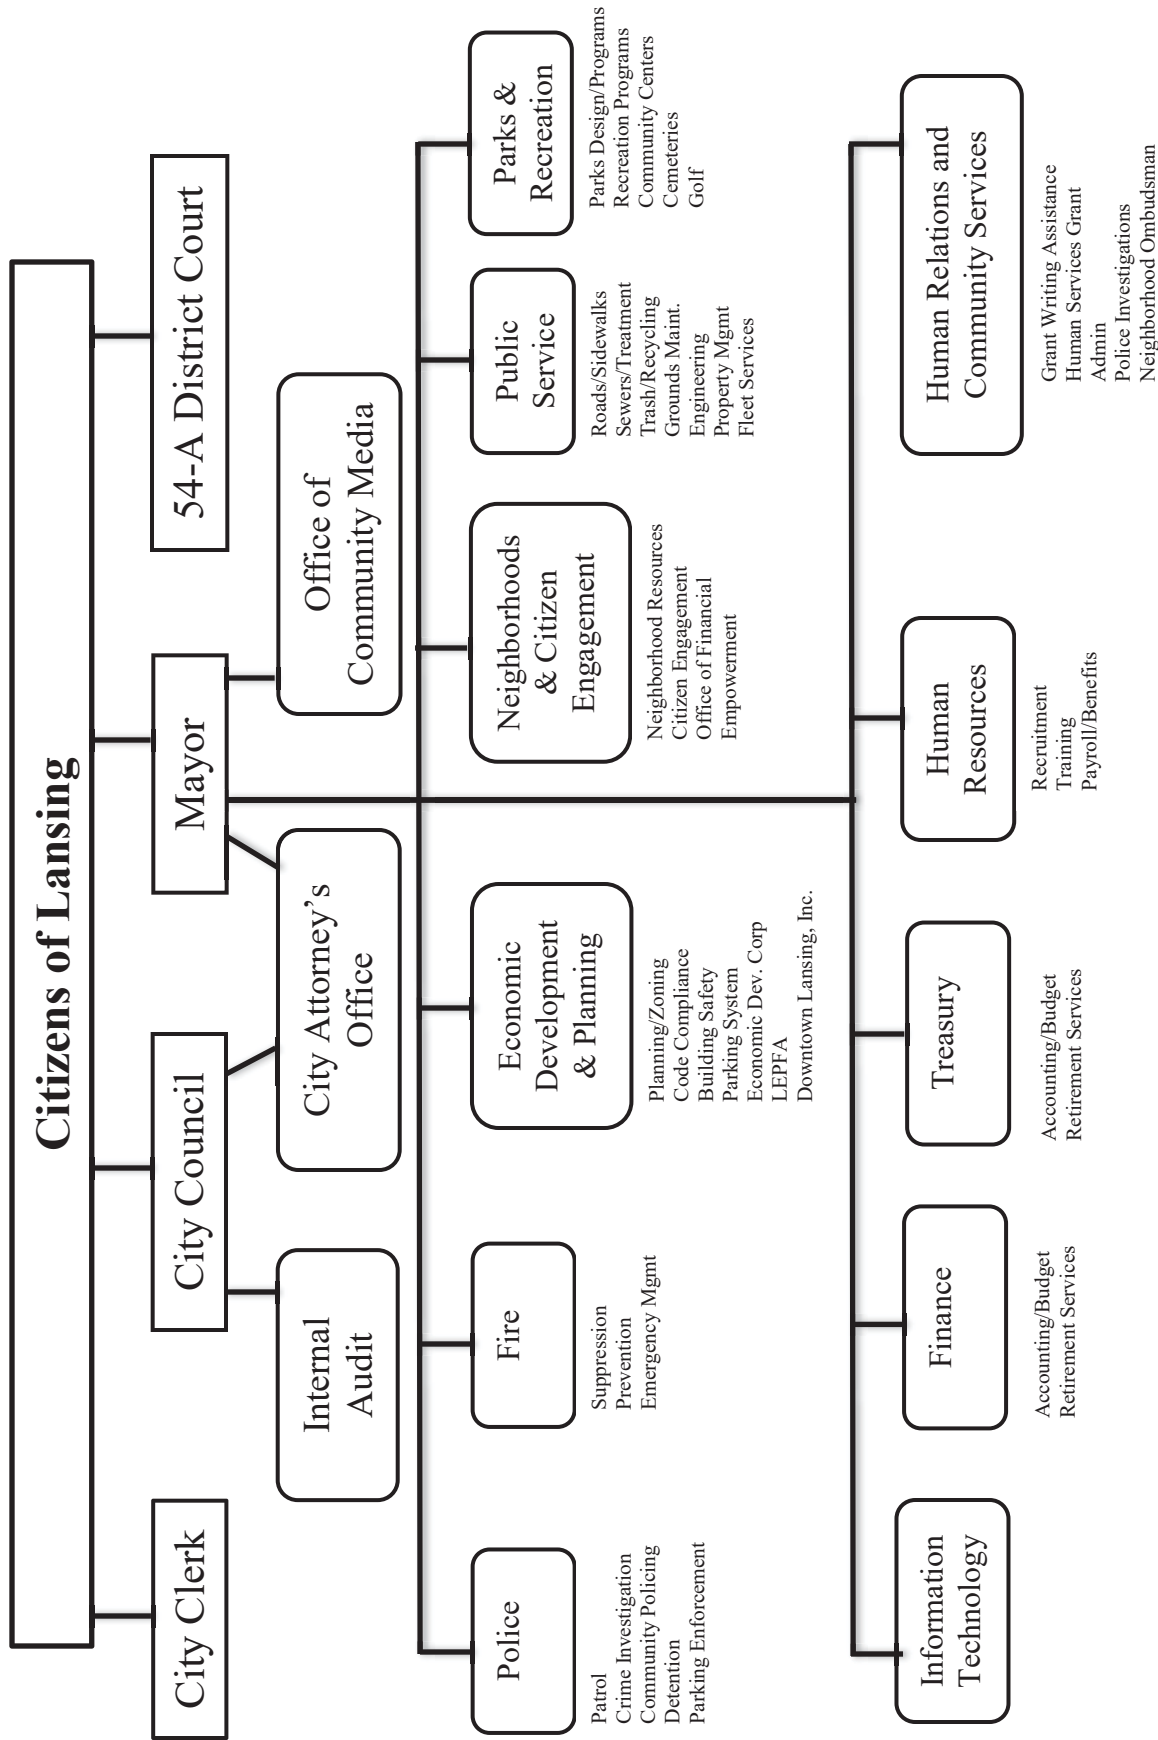 Citizens of Lansing
City Clerk
City Council
Mayor
54-A District Court
Internal
Audit
City Attorney’s
Office
Office of
Community Media
Police
Patrol
Crime Investigation
Community Policing
Detention
Parking Enforcement
Fire
Suppression
Prevention
Emergency Mgmt
Economic
Development
& Planning
Planning/Zoning
Code Compliance
Building Safety
Parking System
Economic Dev. Corp
LEPFA
Downtown Lansing, Inc.
Neighborhoods
& Citizen
Engagement
Neighborhood Resources
Citizen Engagement
Office of Financial
Empowerment
Public
Service
Roads/Sidewalks
Sewers/Treatment
Trash/Recycling
Grounds Maint.
Engineering
Property Mgmt
Fleet Services
Parks &
Recreation
Parks Design/Programs
Recreation Programs
Community Centers
Cemeteries
Golf
Information
Technology
Finance
Accounting/Budget
Retirement Services
Treasury
Accounting/Budget
Retirement Services
Human
Resources
Recruitment
Training
Payroll/Benefits
Human Relations and
Community Services
Grant Writing Assistance
Human Services Grant
Admin
Police Investigations
Neighborhood Ombudsman